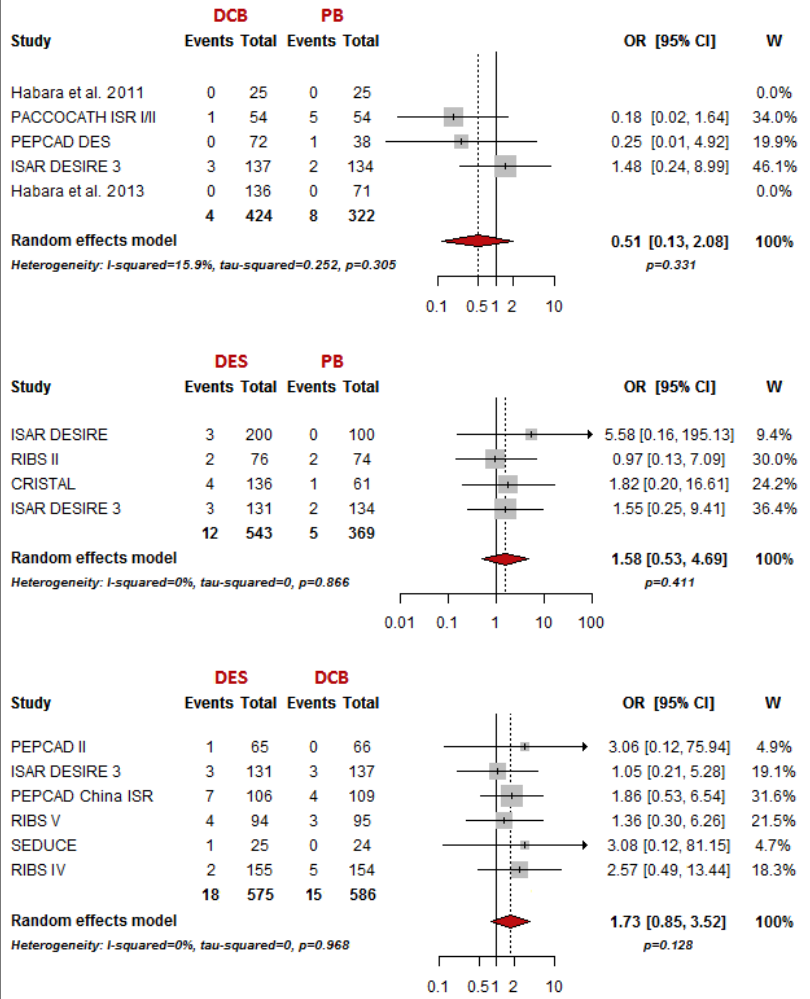 DCB PB
Study Events Total Events Total OR [95% CI] W
Habara et al. 2011 0 25 0 25 0.0%
PACCOCATH ISR I/II 1 54 5 54 0.18 [0.02, 1.64] 34.0%
PEPCAD DES 0 72 1 38 0.25 [0.01, 4.92] 19.9%
ISAR DESIRE 3 3 137 2 134 1.48 [0.24, 8.99] 46.1%
Habara et al. 2013 0 136 0 71 0.0%
4 424 8 322
Random effects model 0.51 [0.13, 2.08] 100%
Heterogeneity: I-squared=15.9%, tau-squared=0.252, p=0.305 p=0.331
0.1 0.5 1 2 10
DES PB
Study Events Total Events Total OR [95% CI] W
ISAR DESIRE 3 200 0 100 5.58 [0.16, 195.13] 9.4%
RIBS II 2 76 2 74 0.97 [0.13, 7.09] 30.0%
CRISTAL 4 136 1 61 1.82 [0.20, 16.61] 24.2%
ISAR DESIRE 3 3 131 2 134 1.55 [0.25, 9.41] 36.4%
12 543 5 369
Random effects model 1.58 [0.53, 4.69] 100%
Heterogeneity: I-squared=0%, tau-squared=0, p=0.866 p=0.411
0.01 0.1 1 10 100
DES DCB
Study Events Total Events Total OR [95% CI] W
PEPCAD II 1 65 0 66 3.06 [0.12, 75.94] 4.9%
ISAR DESIRE 3 3 131 3 137 1.05 [0.21, 5.28] 19.1%
PEPCAD China ISR 7 106 4 109 1.86 [0.53, 6.54] 31.6%
RIBS V 4 94 3 95 1.36 [0.30, 6.26] 21.5%
SEDUCE 1 25 0 24 3.08 [0.12, 81.15] 4.7%
RIBS IV 2 155 5 154 2.57 [0.49, 13.44] 18.3%
18 575 15 586
Random effects model 1.73 [0.85, 3.52] 100%
Heterogeneity: I-squared=0%, tau-squared=0, p=0.968 p=0.128
0.1 0.5 1 2 10